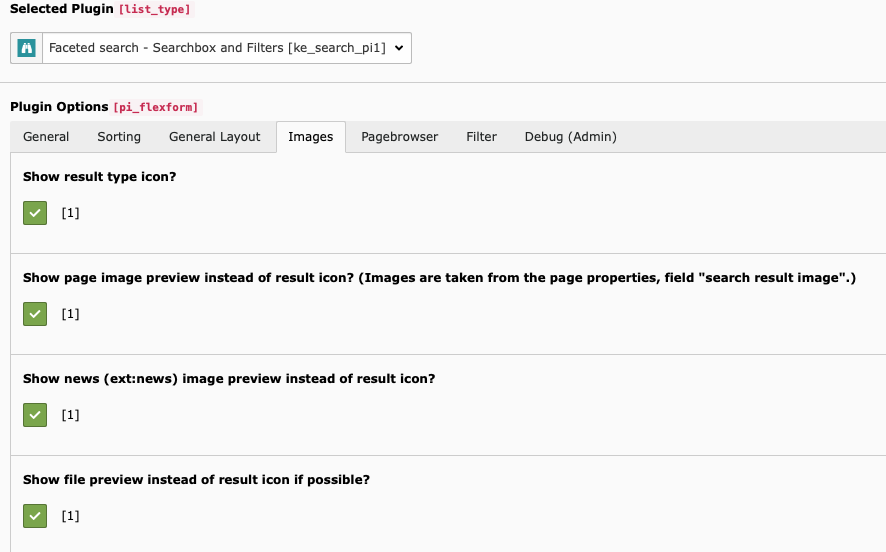 Selected Plugin [list_type]
Faceted search - Searchbox and Filters [ke_search_pi1]
Plugin Options [pi_flexform]
General Sorting General Layout Images Pagebrowser Filter Debug (Admin)
Show result type icon?
[1]
Show page image preview instead of result icon? (Images are taken from the page properties, field "search result image".)
[1]
Show news (ext:news) image preview instead of result icon?
[1]
Show file preview instead of result icon if possible?
[1]